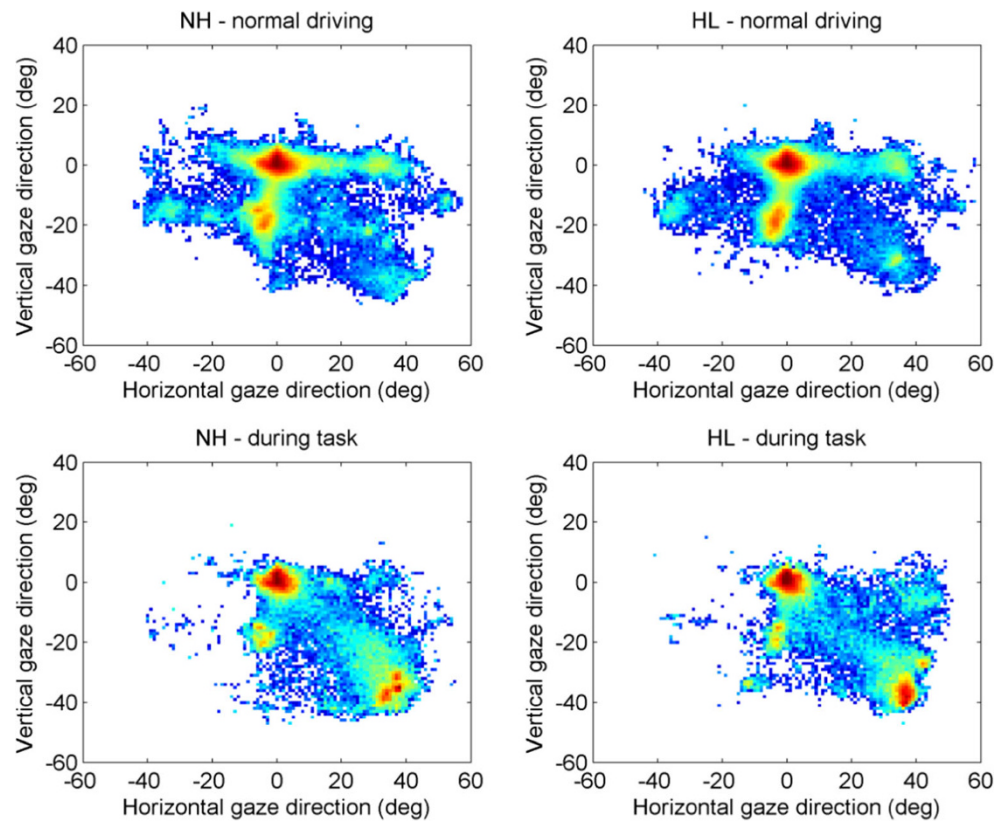 NH - normal driving
HL - normal driving
Vertical gaze direction (deg)
40
20
0
-20
-40
-60
-60 -40 -20 0 20 40 60
Horizontal gaze direction (deg)
Vertical gaze direction (deg)
40
20
0
-20
-40
-60
-60 -40 -20 0 20 40 60
Horizontal gaze direction (deg)
NH - during task
HL - during task
Vertical gaze direction (deg)
40
20
0
-20
-40
-60
-60 -40 -20 0 20 40 60
Horizontal gaze direction (deg)
Vertical gaze direction (deg)
40
20
0
-20
-40
-60
-60 -40 -20 0 20 40 60
Horizontal gaze direction (deg)